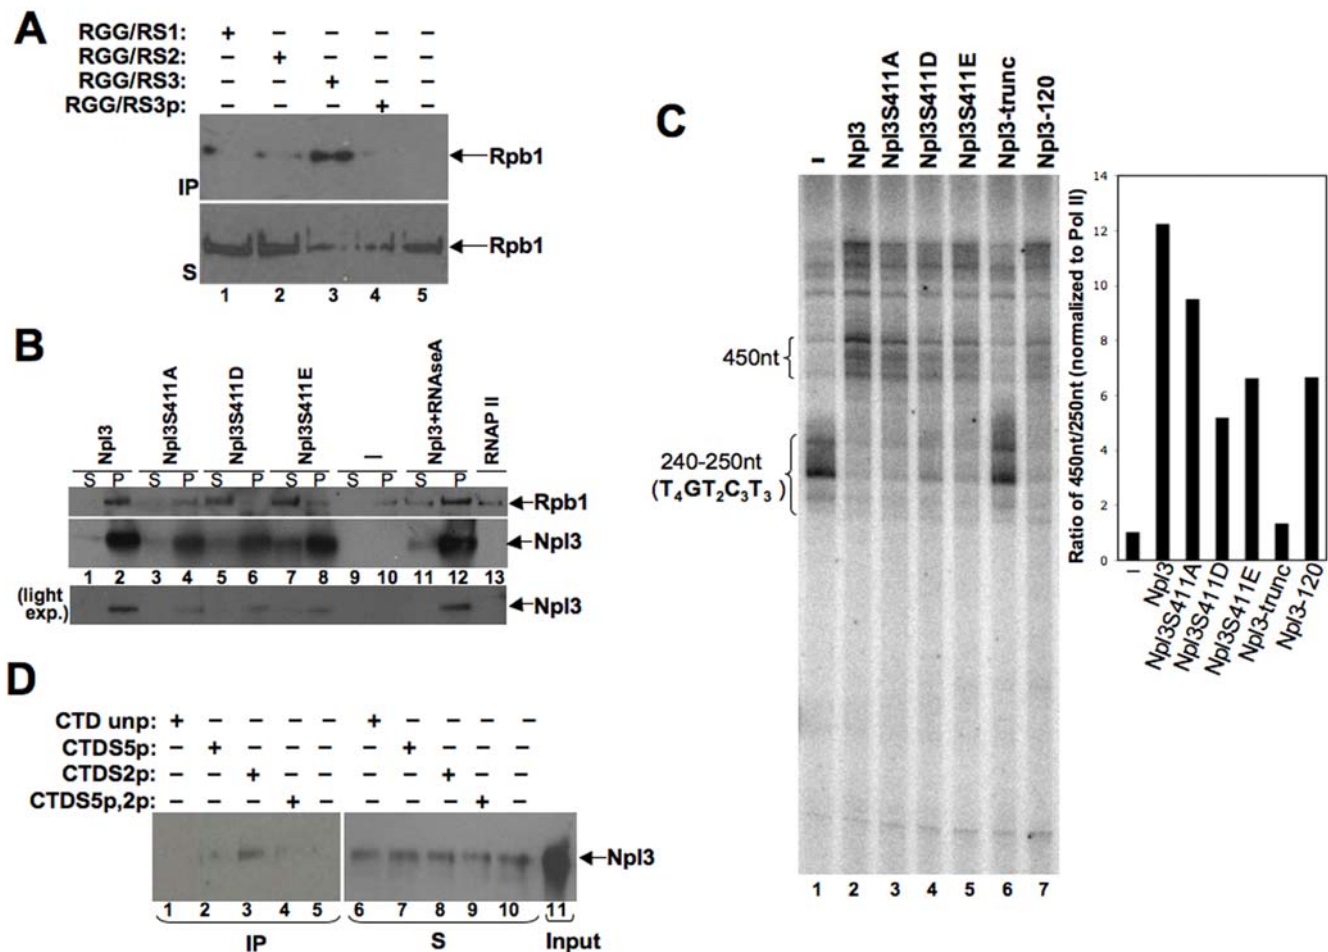 A
RGG/RS1: + – – – –
RGG/RS2: – + – – –
RGG/RS3: – – + – –
RGG/RS3p: – – – + –
Rpb1
IP
Rpb1
S
1 2 3 4 5
B
Npl3 Npl3S411A Npl3S411D Npl3S411E – Npl3+RNAseA RNAP II
S P S P S P S P S P S P
Rpb1
Npl3
1 2 3 4 5 6 7 8 9 10 11 12 13
(light exp.)
Npl3
D
CTD unp: + – – – – + – – – – –
CTDS5p: – + – – – – + – – – –
CTDS2p: – – + – – – – + – – –
CTDS5p,2p: – – – + – – – – + – –
Npl3
1 2 3 4 5 6 7 8 9 10 11
IP S Input
C
– Npl3 Npl3S411A Npl3S411D Npl3S411E Npl3-trunc Npl3-120
450nt
240-250nt
(T₄GT₂C₃T₃)
1 2 3 4 5 6 7
Ratio of 450nt/250nt (normalized to Pol II)
14
12
10
8
6
4
2
0
– Npl3 Npl3S411A Npl3S411D Npl3S411E Npl3-trunc Npl3-120